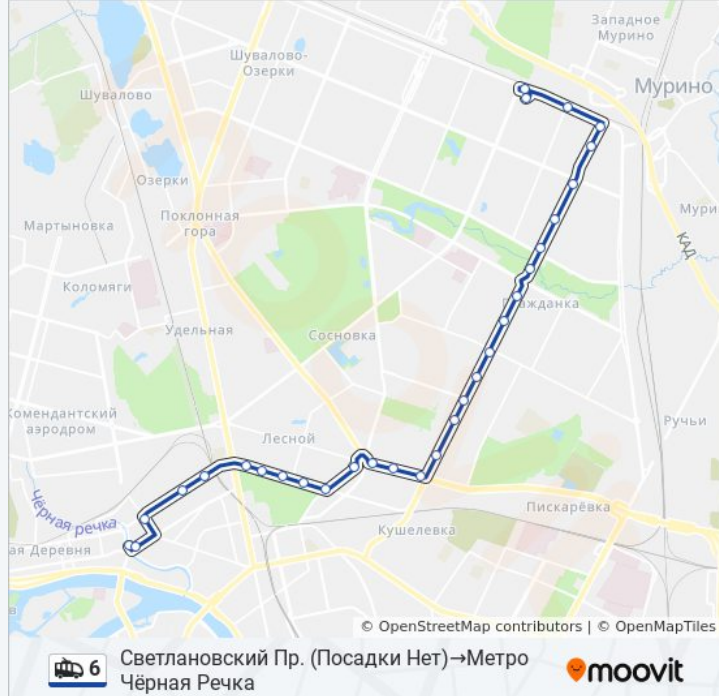 Западное
Мурино
Шувалово-
Озерки
Мурино
Шувалово
Озерки
Поклонная
гора
Мартыновка
КАД
Коломяги
Гражданка
Удельная
Сосновка
Комендантский
аэродром
Лесной
Ручьи
Чёрная речка
Пискарёвка
Кушелевка
ая Деревня
© OpenStreetMap contributors | © OpenMapTiles
6
Светлановский Пр. (Посадки Нет)→Метро
Чёрная Речка
moovit